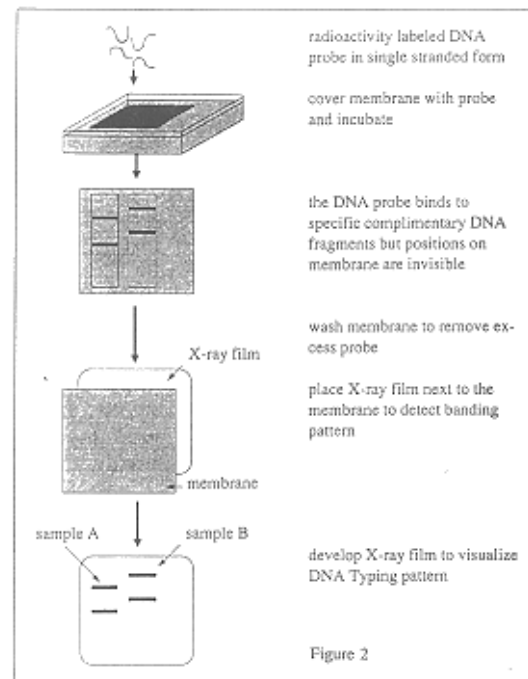 radioactivity labeled DNA
probe in single stranded form
cover membrane with probe
and incubate
the DNA probe binds to
specific complimentary DNA
fragments but positions on
membrane are invisible
wash membrane to remove ex-
cess probe
X-ray film
place X-ray film next to the
membrane to detect banding
pattern
membrane
sample A
sample B
develop X-ray film to visualize
DNA Typing pattern
Figure 2